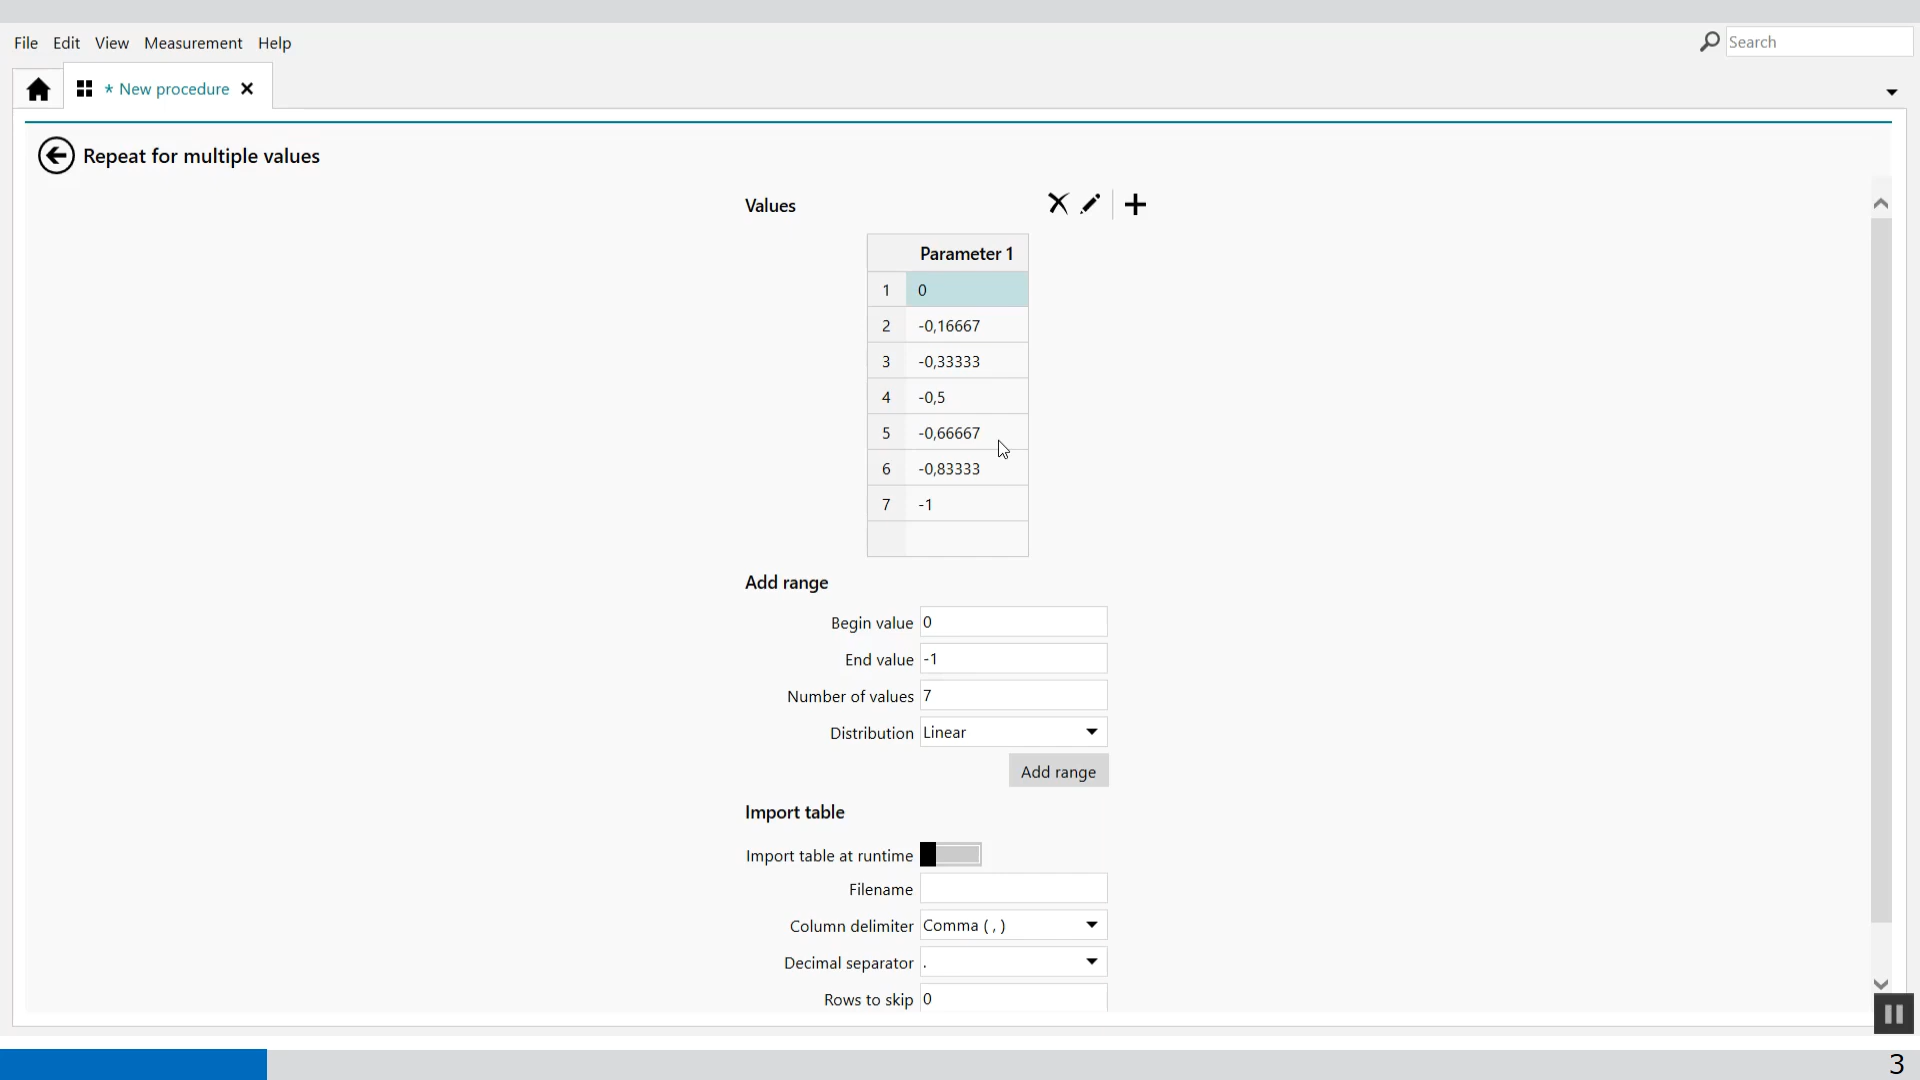 File Edit View Measurement Help Search
* New procedure
Repeat for multiple values
Values
Parameter 1
1 0
2 -0,16667
3 -0,33333
4 -0,5
5 -0,66667
6 -0,83333
7 -1
Add range
Begin value 0
End value -1
Number of values 7
Distribution Linear
Add range
Import table
Import table at runtime
Filename
Column delimiter Comma ( , )
Decimal separator .
Rows to skip 0
3